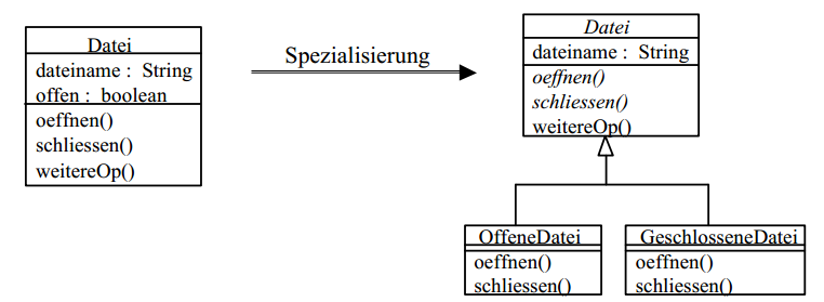 Datei
dateiname : String
offen : boolean
oeffnen()
schliessen()
weitereOp()
Spezialisierung
Datei
dateiname : String
oeffnen()
schliessen()
weitereOp()
OffeneDatei
oeffnen()
schliessen()
GeschlosseneDatei
oeffnen()
schliessen()